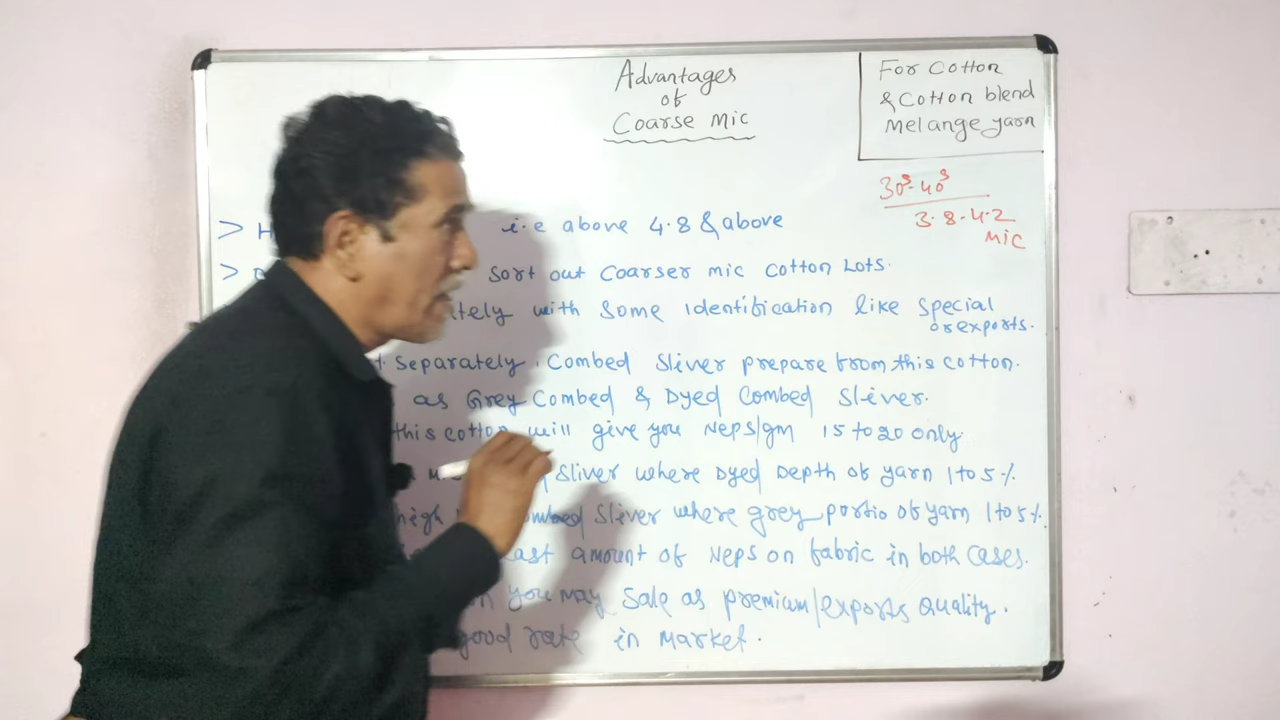 Advantages
of
Coarse Mic
For Cotton
& Cotton blend
Melange yarn
30s - 40s
3.8 - 4.2
Mic
> H i.e above 4.8 & above
> sort out Coarser mic Cotton Lots.
tely with some identification like special
or exports.
t separately. Combed Sliver prepare from this cotton.
as Grey Combed & Dyed Combed Sliver.
this cotton will give you Neps/gm 15 to 20 only
Sliver where Dyed Depth of yarn 1 to 5%
high Combed Sliver where grey portio of yarn 1 to 5%.
amount of Neps on fabric in both cases.
you may sale as premium/exports Quality.
good rate in market.